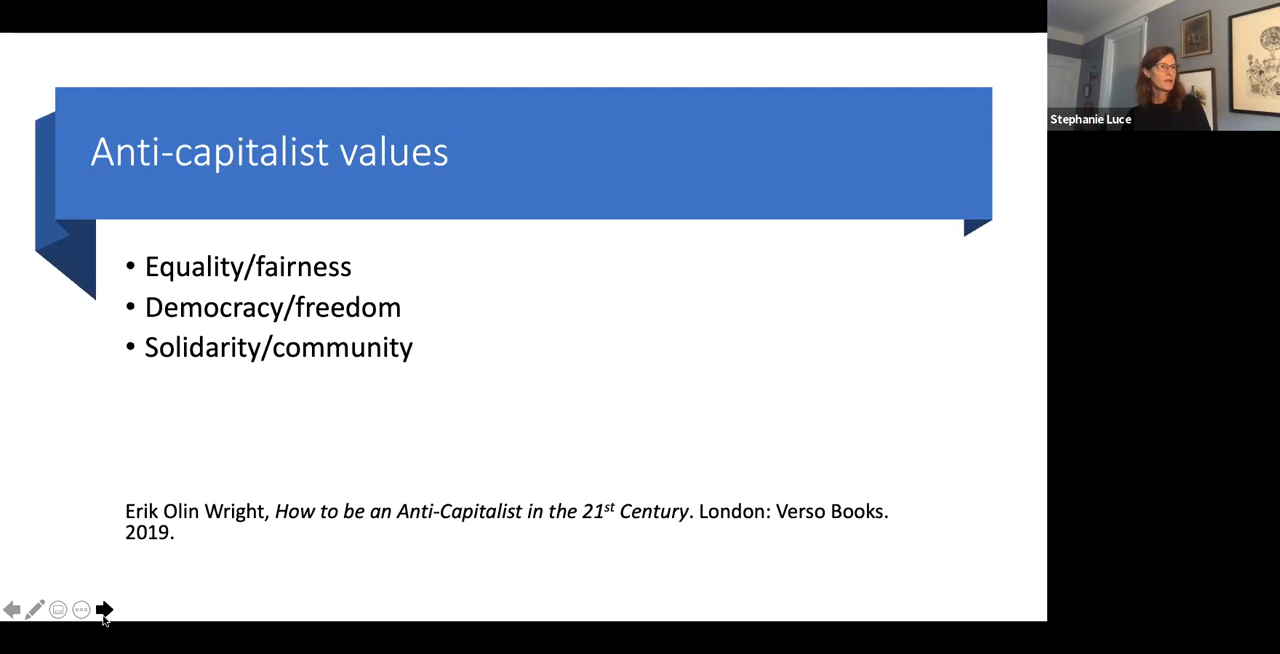 Anti-capitalist values
• Equality/fairness
• Democracy/freedom
• Solidarity/community
Erik Olin Wright, How to be an Anti-Capitalist in the 21st Century. London: Verso Books.
2019.
Stephanie Luce